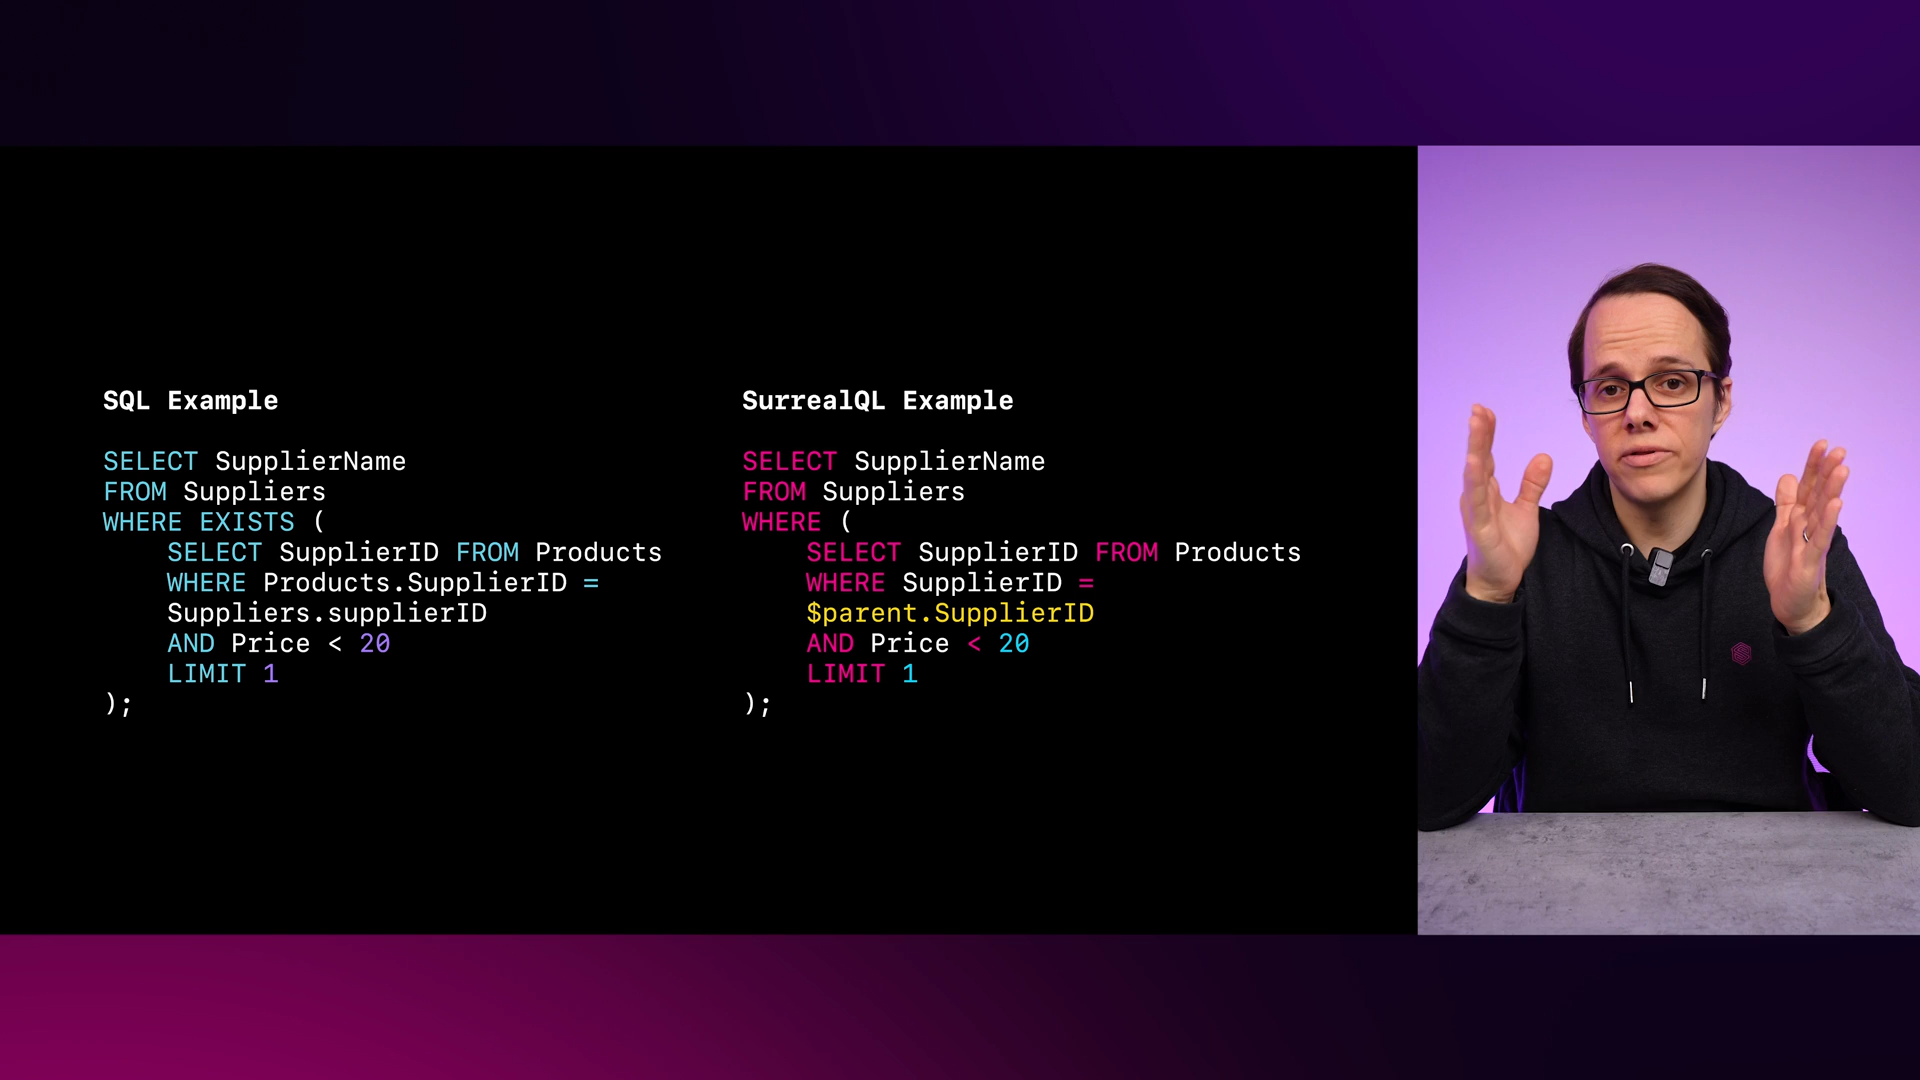 SQL Example
SELECT SupplierName
FROM Suppliers
WHERE EXISTS (
SELECT SupplierID FROM Products
WHERE Products.SupplierID =
Suppliers.supplierID
AND Price < 20
LIMIT 1
);
SurrealQL Example
SELECT SupplierName
FROM Suppliers
WHERE (
SELECT SupplierID FROM Products
WHERE SupplierID =
$parent.SupplierID
AND Price < 20
LIMIT 1
);